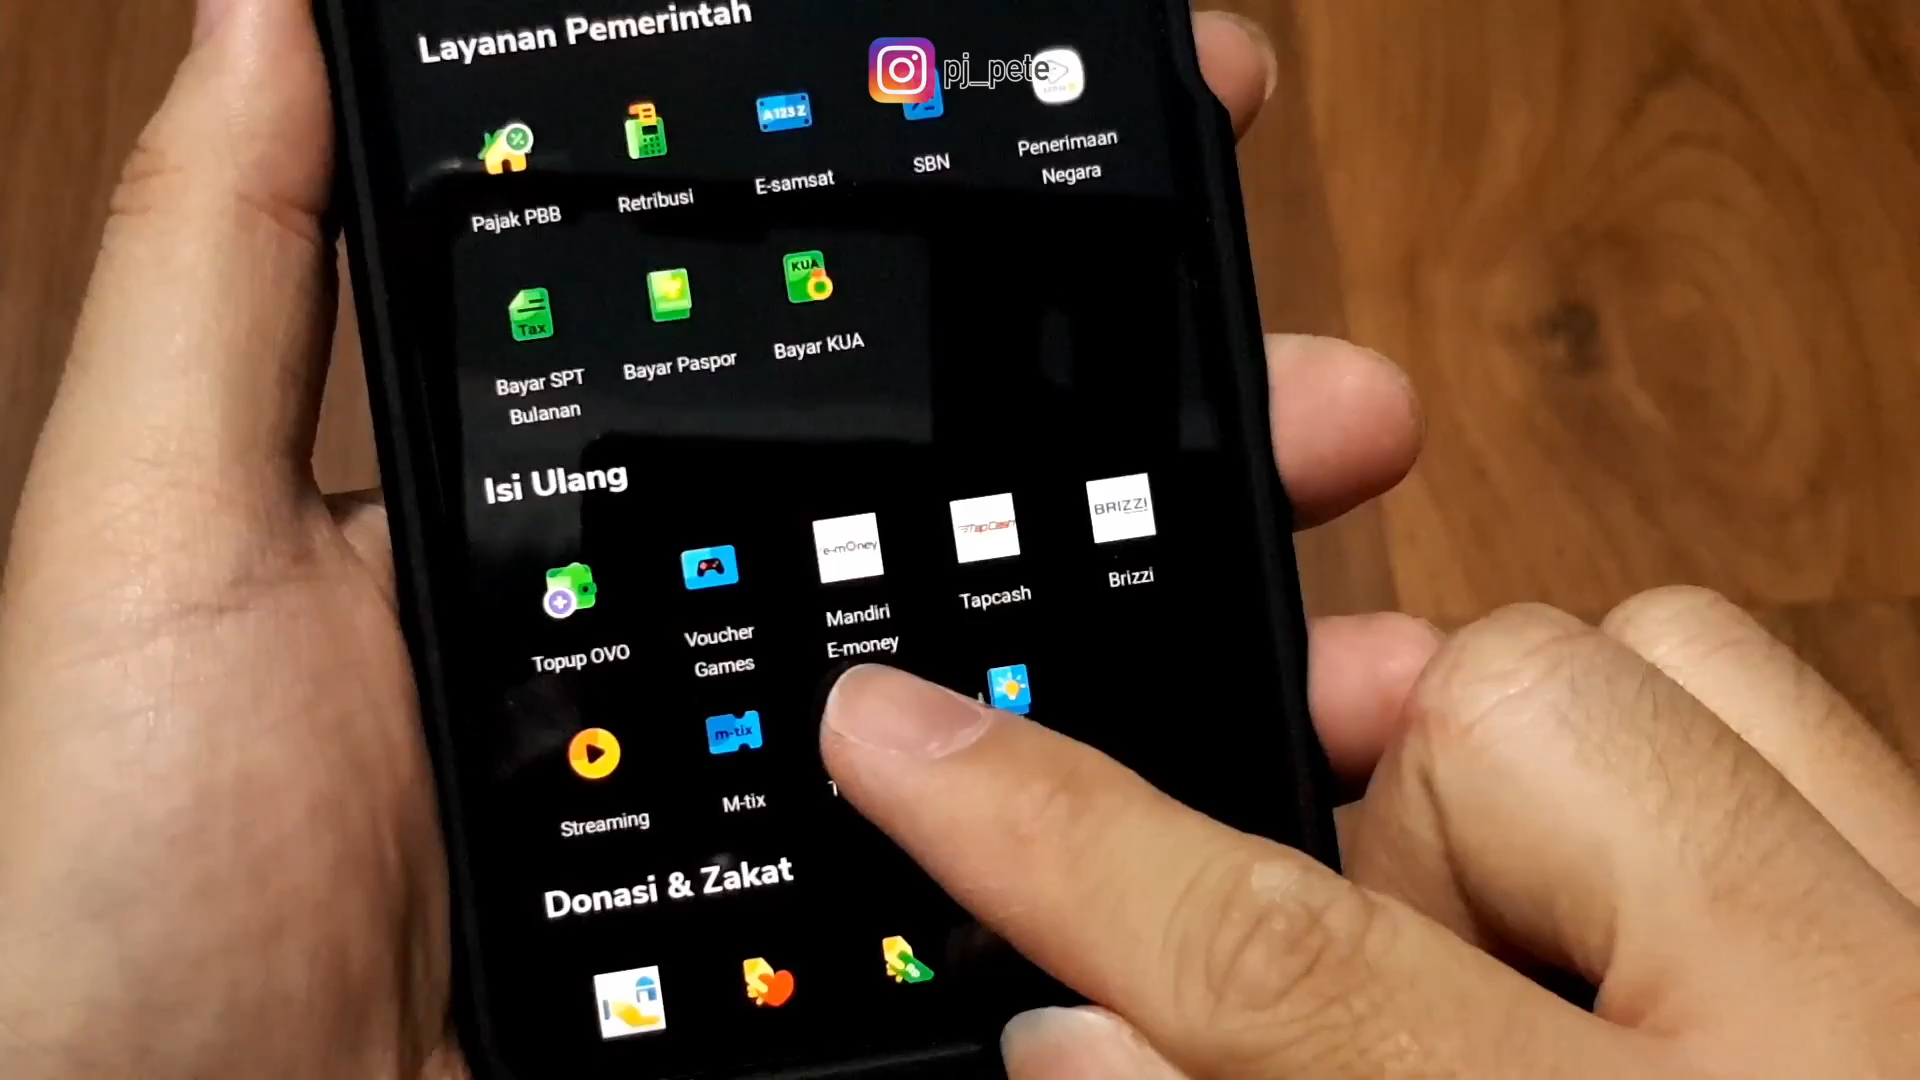 Layanan Pemerintah
pj_pete
A 123 Z
Pajak PBB
Retribusi
E-samsat
SBN
Penerimaan
Negara
Tax
KUA
Bayar SPT
Bulanan
Bayar Paspor
Bayar KUA
Isi Ulang
e-mOney
TapCash
BRIZZI
Topup OVO
Voucher
Games
Mandiri
E-money
Tapcash
Brizzi
m-tix
Streaming
M-tix
Donasi & Zakat